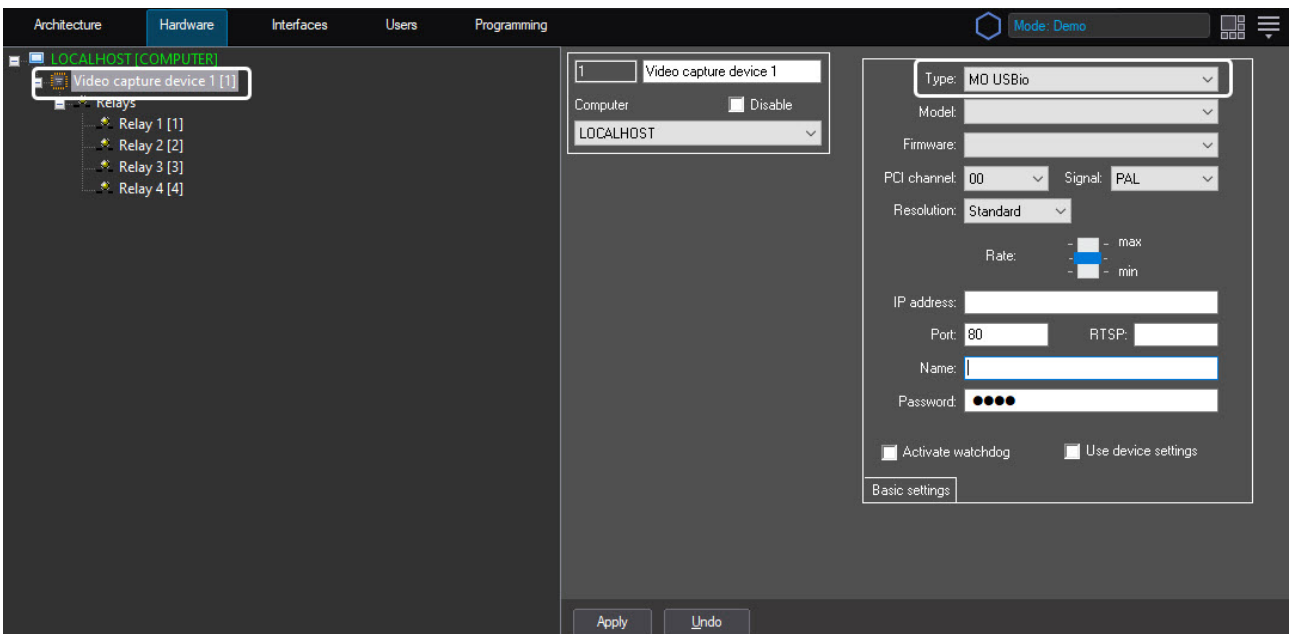 Architecture Hardware Interfaces Users Programming Mode: Demo
LOCALHOST [COMPUTER]
Video capture device 1 [1]
Relays
Relay 1 [1]
Relay 2 [2]
Relay 3 [3]
Relay 4 [4]
1 Video capture device 1
Computer Disable
LOCALHOST
Type: MO USBio
Model:
Firmware:
PCI channel: 00 Signal: PAL
Resolution: Standard
max
Rate:
min
IP address:
Port: 80 RTSP:
Name:
Password: ●●●●
Activate watchdog Use device settings
Basic settings
Apply Undo